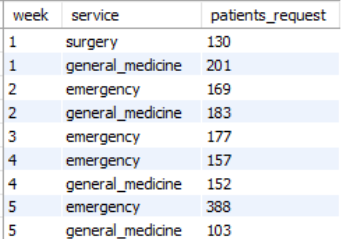 week service patients_request
1 surgery 130
1 general_medicine 201
2 emergency 169
2 general_medicine 183
3 emergency 177
4 emergency 157
4 general_medicine 152
5 emergency 388
5 general_medicine 103